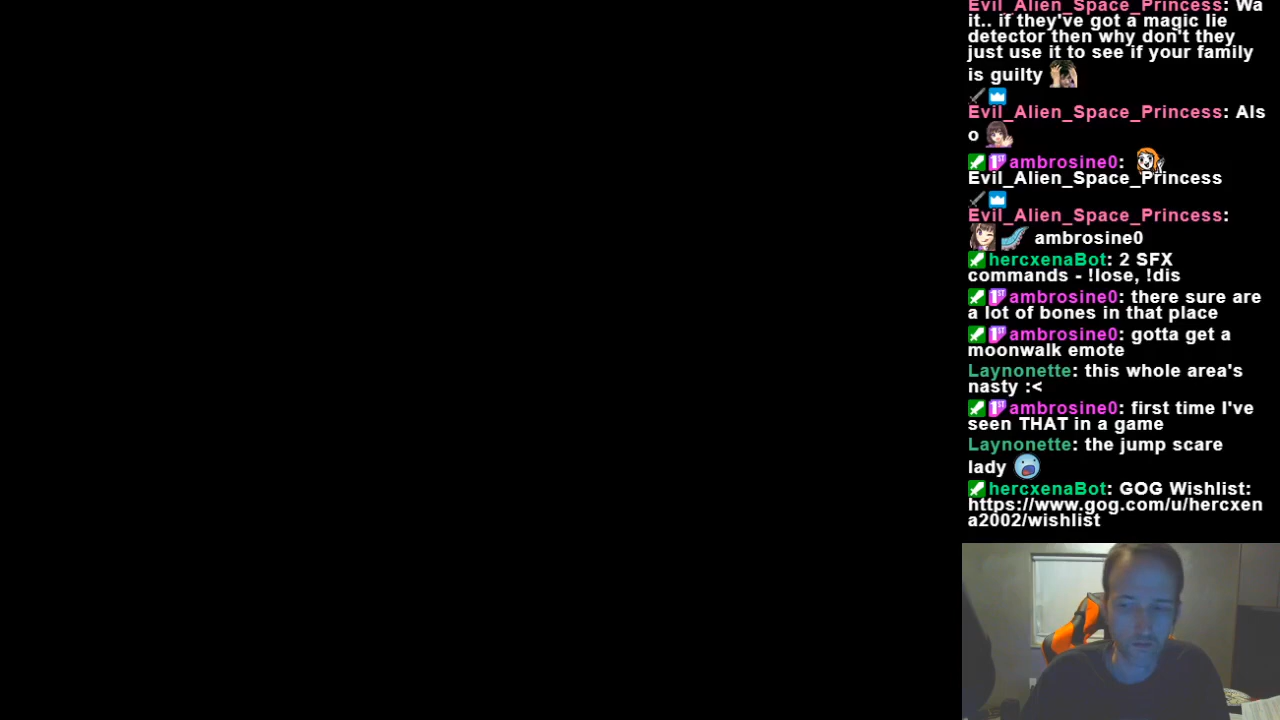 Evil_Alien_Space_Princess: Wa
it.. if they've got a magic lie
detector then why don't they
just use it to see if your family
is guilty
Evil_Alien_Space_Princess: Als
o
1ST ambrosine0:
Evil_Alien_Space_Princess
Evil_Alien_Space_Princess:
ambrosine0
hercxenaBot: 2 SFX
commands - !lose, !dis
1ST ambrosine0: there sure are
a lot of bones in that place
1ST ambrosine0: gotta get a
moonwalk emote
Laynonette: this whole area's
nasty :<
1ST ambrosine0: first time I've
seen THAT in a game
Laynonette: the jump scare
lady
hercxenaBot: GOG Wishlist:
https://www.gog.com/u/hercxen
a2002/wishlist